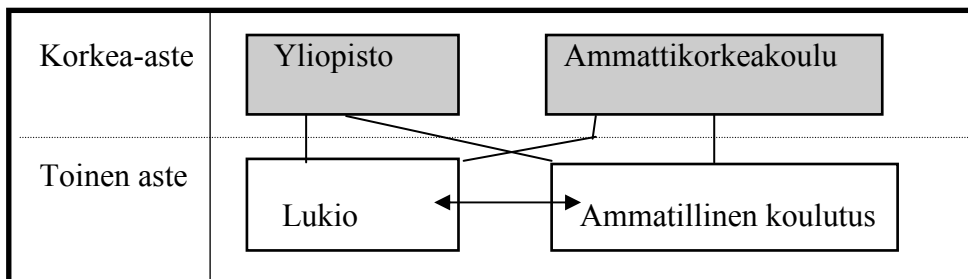 Korkea-aste
Yliopisto
Ammattikorkeakoulu
Toinen aste
Lukio
Ammatillinen koulutus